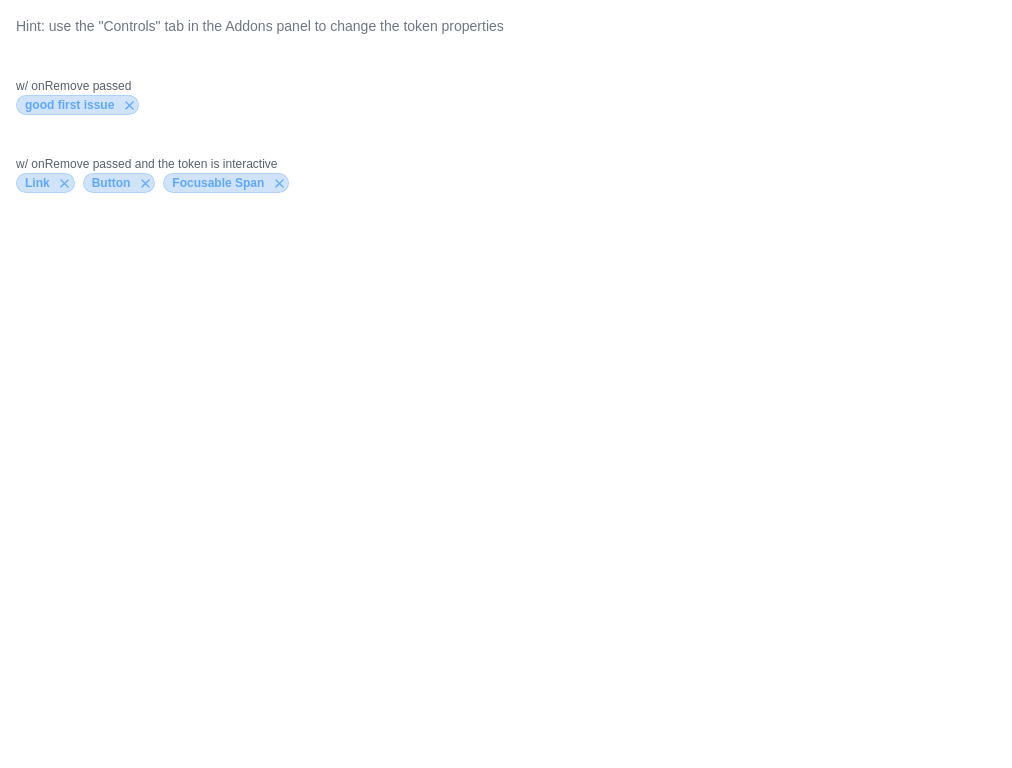 Hint: use the "Controls" tab in the Addons panel to change the token properties
w/ onRemove passed
good first issue
w/ onRemove passed and the token is interactive
Link Button Focusable Span